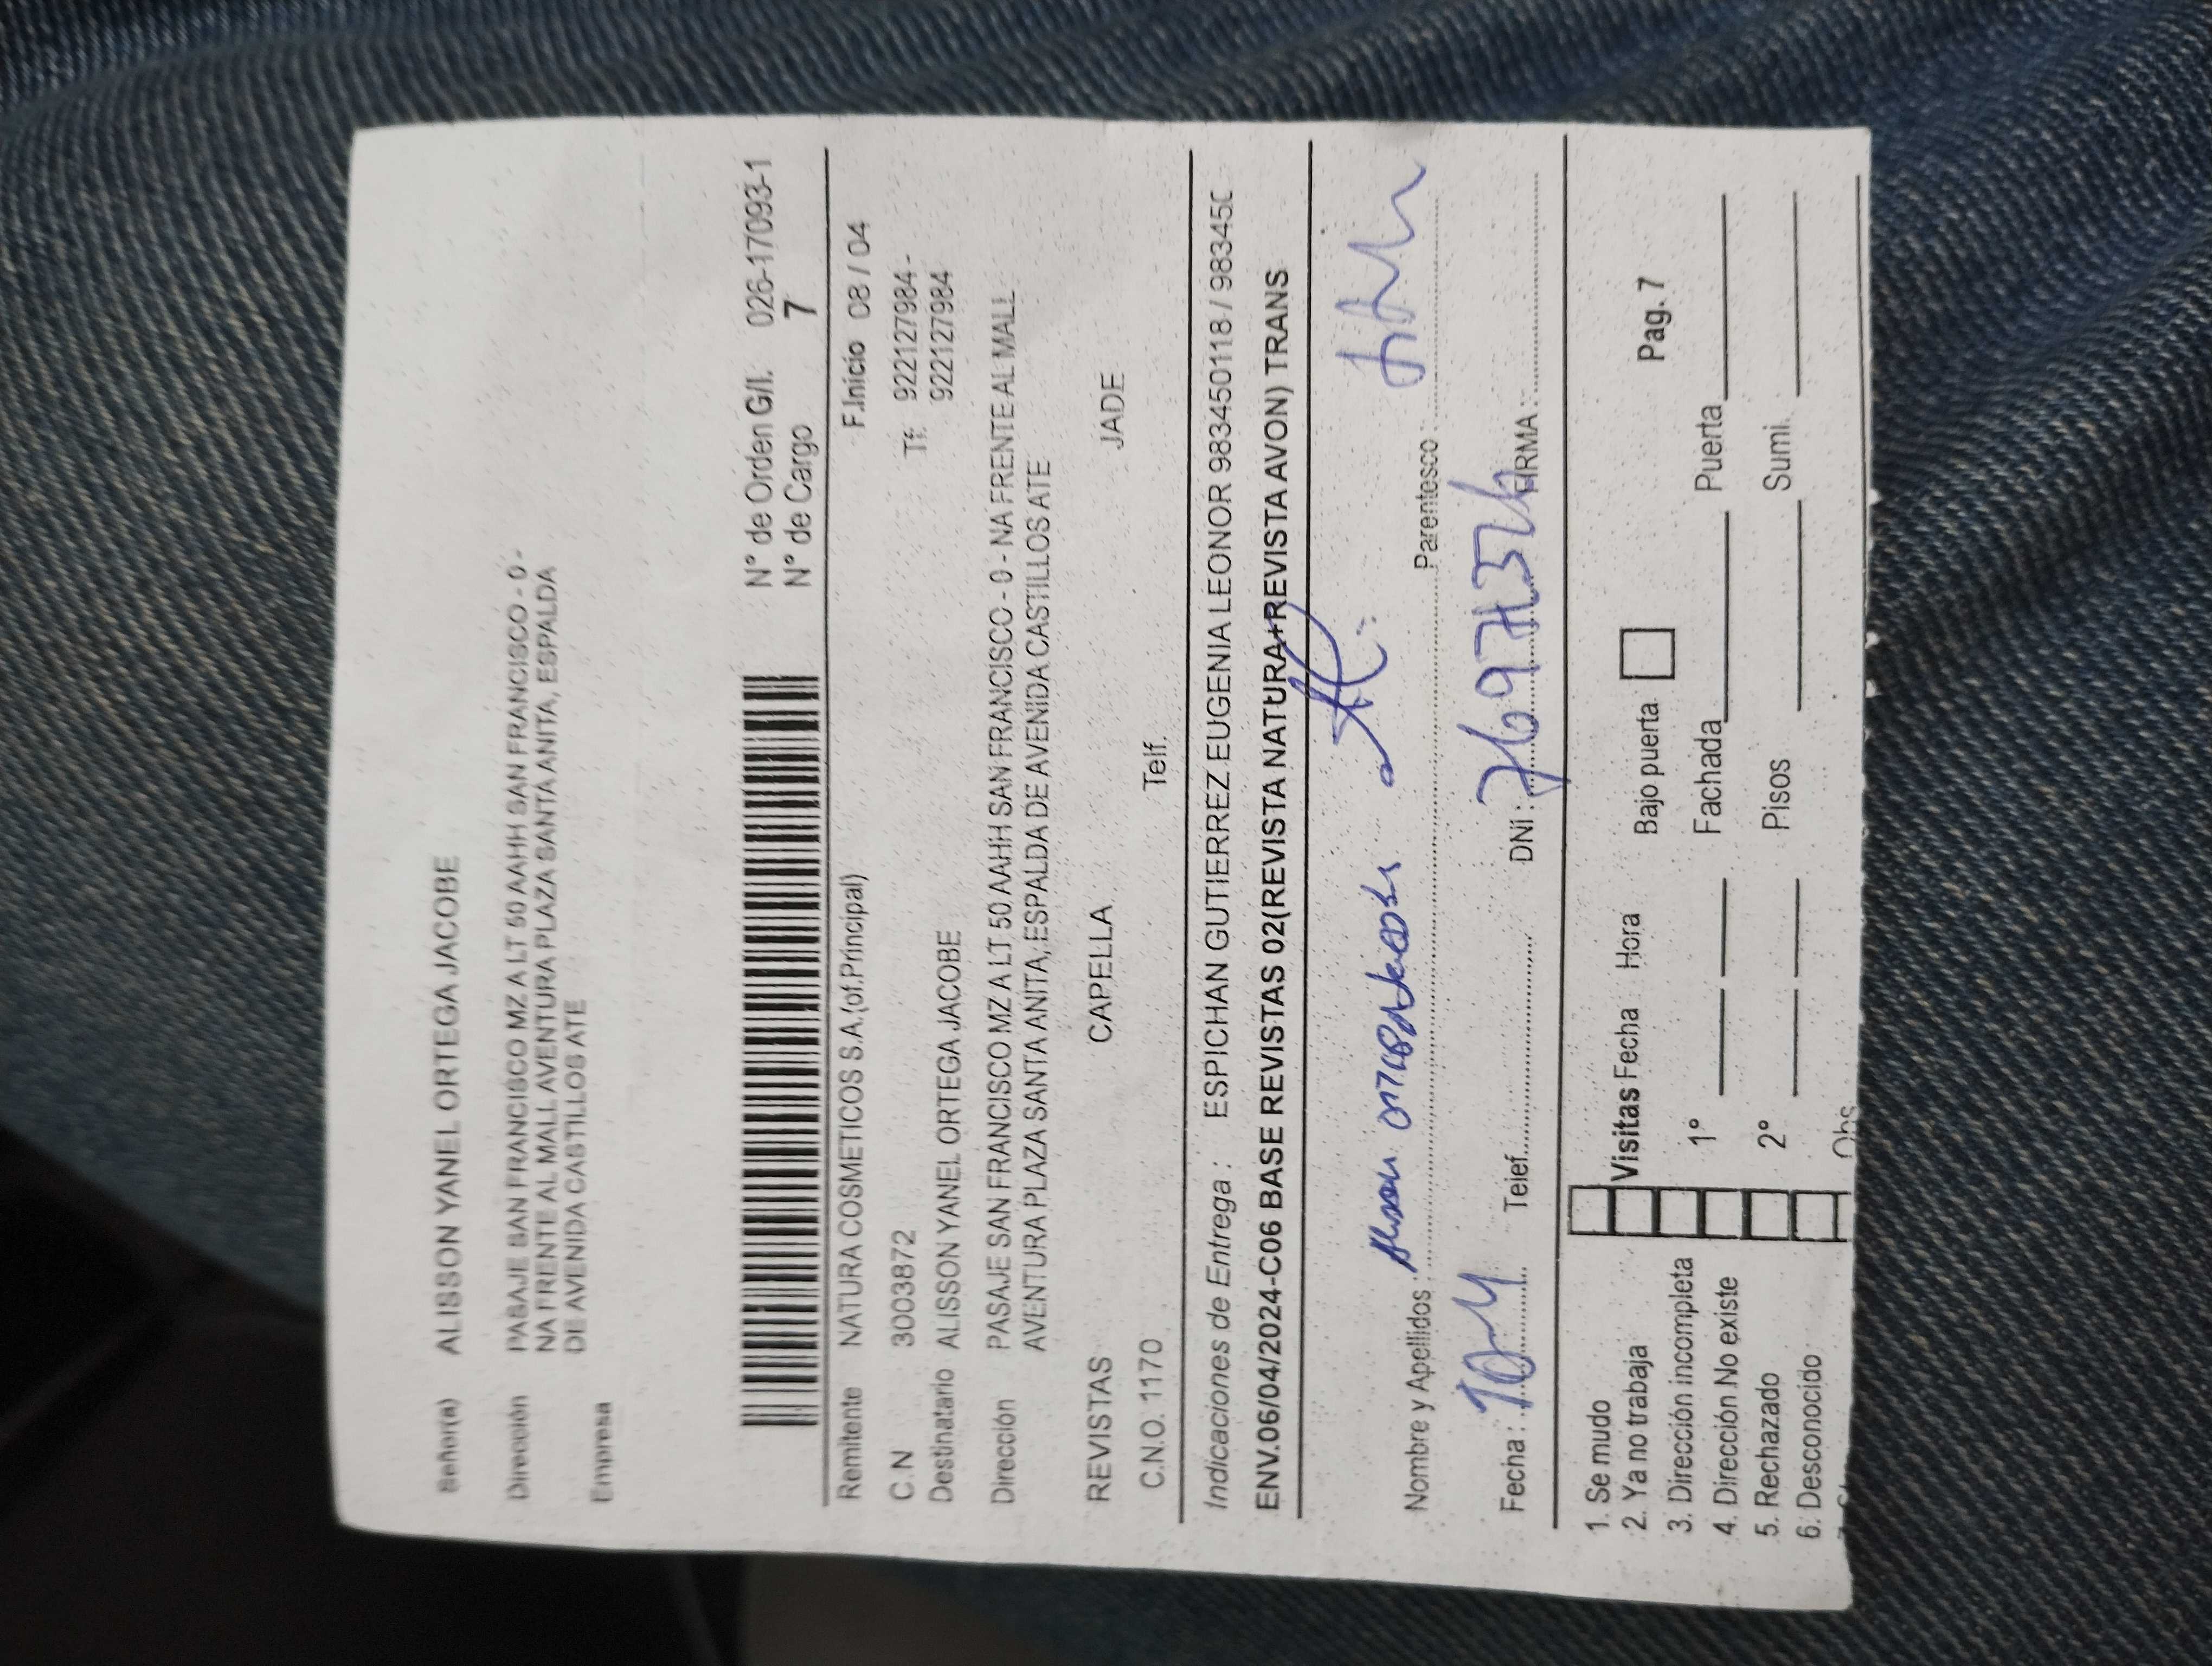 Señor(a) ALISSON YANEL ORTEGA JACOBE
Dirección PASAJE SAN FRANCISCO MZ A LT 50 AAHH SAN FRANCISCO - 0 -
NA FRENTE AL MALL AVENTURA PLAZA SANTA ANITA, ESPALDA
DE AVENIDA CASTILLOS ATE
Empresa
N° de Orden G/I. 026-17093-1
N° de Cargo 7
Remitente NATURA COSMETICOS S.A.(of.Principal) F.Inicio 08 / 04
C.N 3003872 Tf: 922127984 -
Destinatario ALISSON YANEL ORTEGA JACOBE 922127984
Dirección PASAJE SAN FRANCISCO MZ A LT 50 AAHH SAN FRANCISCO - 0 - NA FRENTE AL MALL
AVENTURA PLAZA SANTA ANITA, ESPALDA DE AVENIDA CASTILLOS ATE
REVISTAS CAPELLA JADE
C.N.O. 1170 Telf.
Indicaciones de Entrega : ESPICHAN GUTIERREZ EUGENIA LEONOR 983450118 / 983450
ENV.06/04/2024-C06 BASE REVISTAS 02(REVISTA NATURA+REVISTA AVON) TRANS
Nombre y Apellidos : Parentesco :
Fecha : Telef. DNI : FIRMA :
1. Se mudo
2. Ya no trabaja Visitas Fecha Hora Bajo puerta Pag. 7
3. Dirección incompleta
4. Dirección No existe 1° Fachada Puerta
5. Rechazado
6. Desconocido 2° Pisos Sumi.
Obs